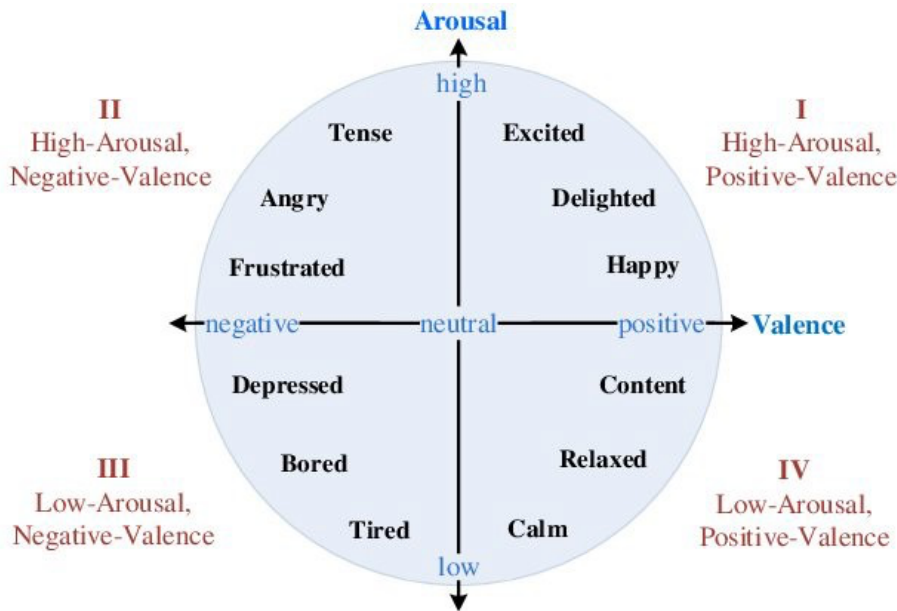 Arousal
high
II
High-Arousal,
Negative-Valence
I
High-Arousal,
Positive-Valence
Tense
Excited
Angry
Delighted
Frustrated
Happy
negative
neutral
positive
Valence
Depressed
Content
Bored
Relaxed
III
Low-Arousal,
Negative-Valence
IV
Low-Arousal,
Positive-Valence
Tired
Calm
low